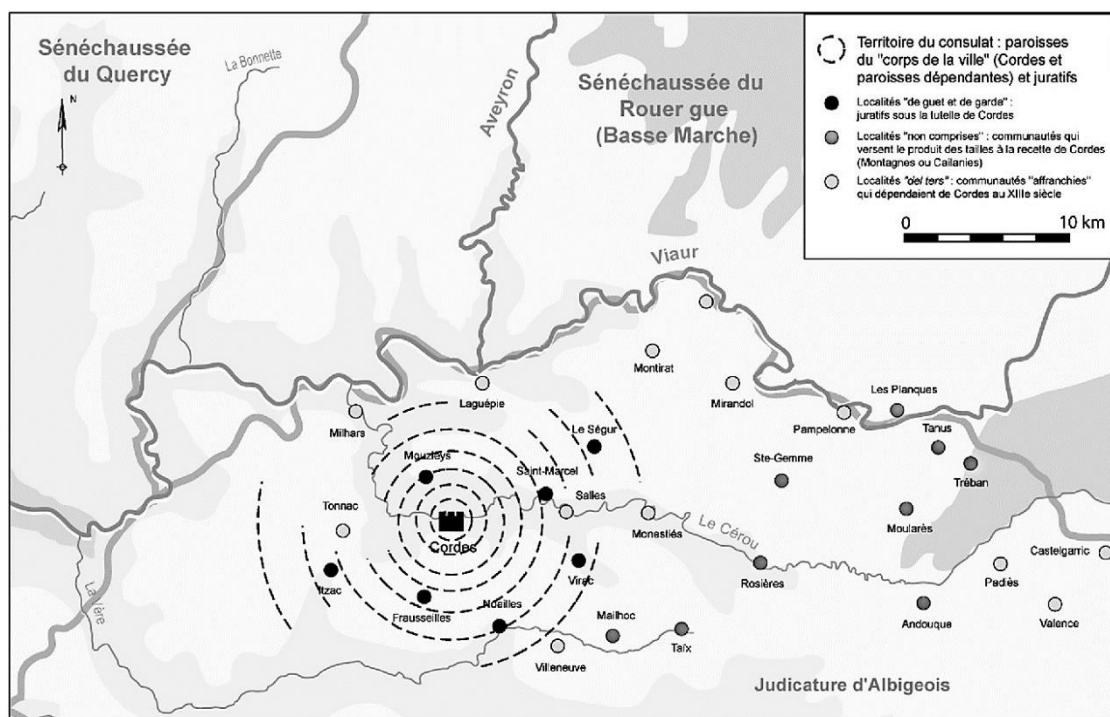 Sénéchaussée
du Quercy
La Bonnette
N
Aveyron
Sénéchaussée du
Rouer gue
(Basse Marche)
Territoire du consulat : paroisses
du "corps de la ville" (Cordes et
paroisses dépendantes) et juratifs
Localités "de guet et de garde" :
juratifs sous la tutelle de Cordes
Localités "non comprises" : communautés qui
versent le produit des tailles à la recette de Cordes
(Montagnes ou Cailanies)
Localités "del ters" : communautés "affranchies"
qui dépendaient de Cordes au XIIIe siècle
0
10 km
Viaur
Montirat
Laguépie
Mirandol
Les Planques
Milhars
Le Ségur
Pampelonne
Tanus
Mouzieys
Saint-Marcel
Ste-Gemme
Tréban
Tonnac
Salles
Monestiés
Moularès
Cordes
Le Cérou
Castelgarric
La Vère
Itzac
Virac
Rosières
Padiès
Frausseilles
Noailles
Mailhoc
Andouque
Valence
Villeneuve
Taïx
Judicature d'Albigeois